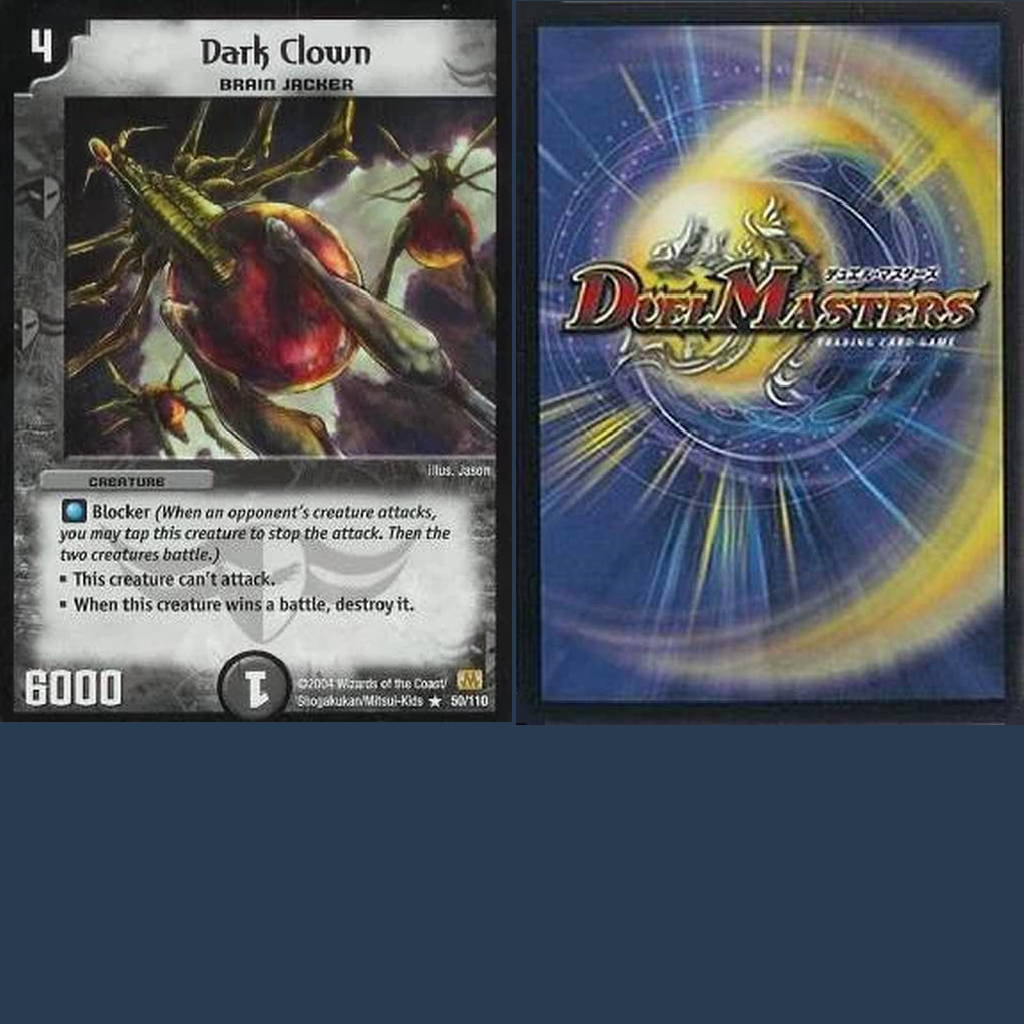 4
Dark Clown
BRAIN JACKER
illus. Jason
CREATURE
Blocker (When an opponent's creature attacks,
you may tap this creature to stop the attack. Then the
two creatures battle.)
▪ This creature can't attack.
▪ When this creature wins a battle, destroy it.
6000
1
©2004 Wizards of the Coast/
Shogakukan/Mitsui-Kids ★ 50/110
デュエル・マスターズ
DUEL MASTERS
TRADING CARD GAME